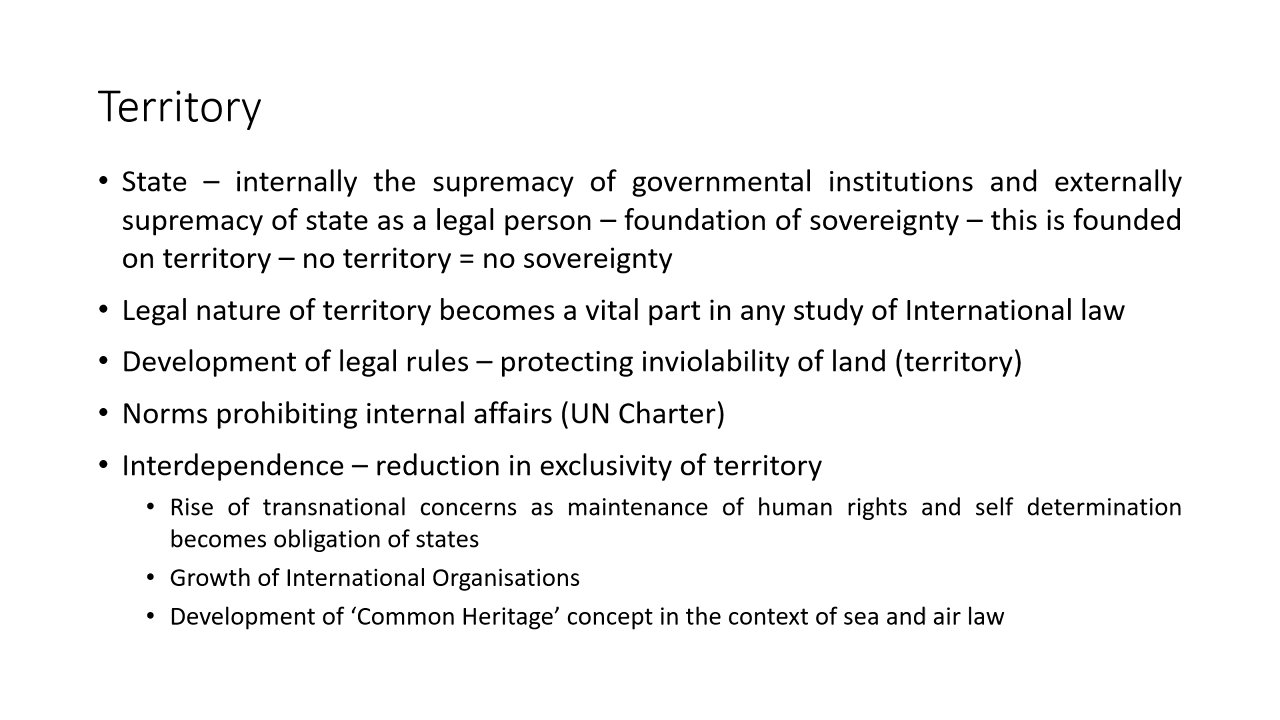 Territory
• State – internally the supremacy of governmental institutions and externally
supremacy of state as a legal person – foundation of sovereignty – this is founded
on territory – no territory = no sovereignty
• Legal nature of territory becomes a vital part in any study of International law
• Development of legal rules – protecting inviolability of land (territory)
• Norms prohibiting internal affairs (UN Charter)
• Interdependence – reduction in exclusivity of territory
• Rise of transnational concerns as maintenance of human rights and self determination
becomes obligation of states
• Growth of International Organisations
• Development of ‘Common Heritage’ concept in the context of sea and air law